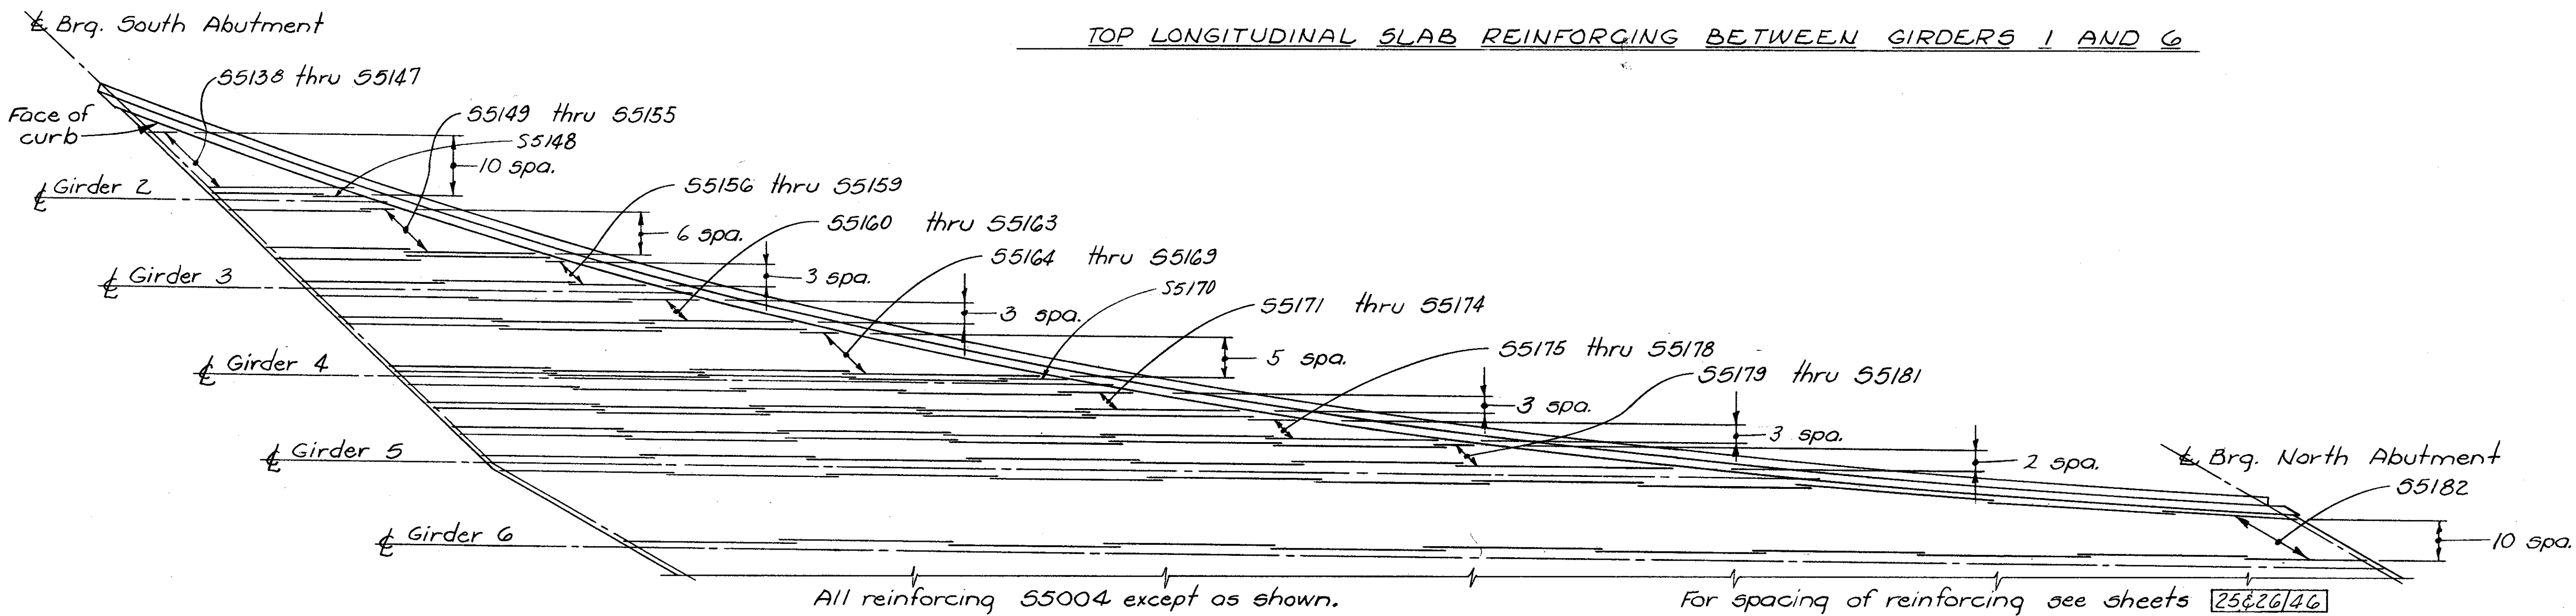 ℄ Brg. South Abutment
TOP LONGITUDINAL SLAB REINFORCING BETWEEN GIRDERS 1 AND 6
S5138 thru S5147
Face of
curb
S5149 thru S5155
S5148
10 spa.
℄ Girder 2
S5156 thru S5159
6 spa.
S5160 thru S5163
℄ Girder 3
3 spa.
S5164 thru S5169
S5170
3 spa.
S5171 thru S5174
℄ Girder 4
5 spa.
S5175 thru S5178
S5179 thru S5181
3 spa.
3 spa.
℄ Girder 5
2 spa.
℄ Brg. North Abutment
S5182
℄ Girder 6
10 spa.
All reinforcing S5004 except as shown.
For spacing of reinforcing see sheets 25&26/46